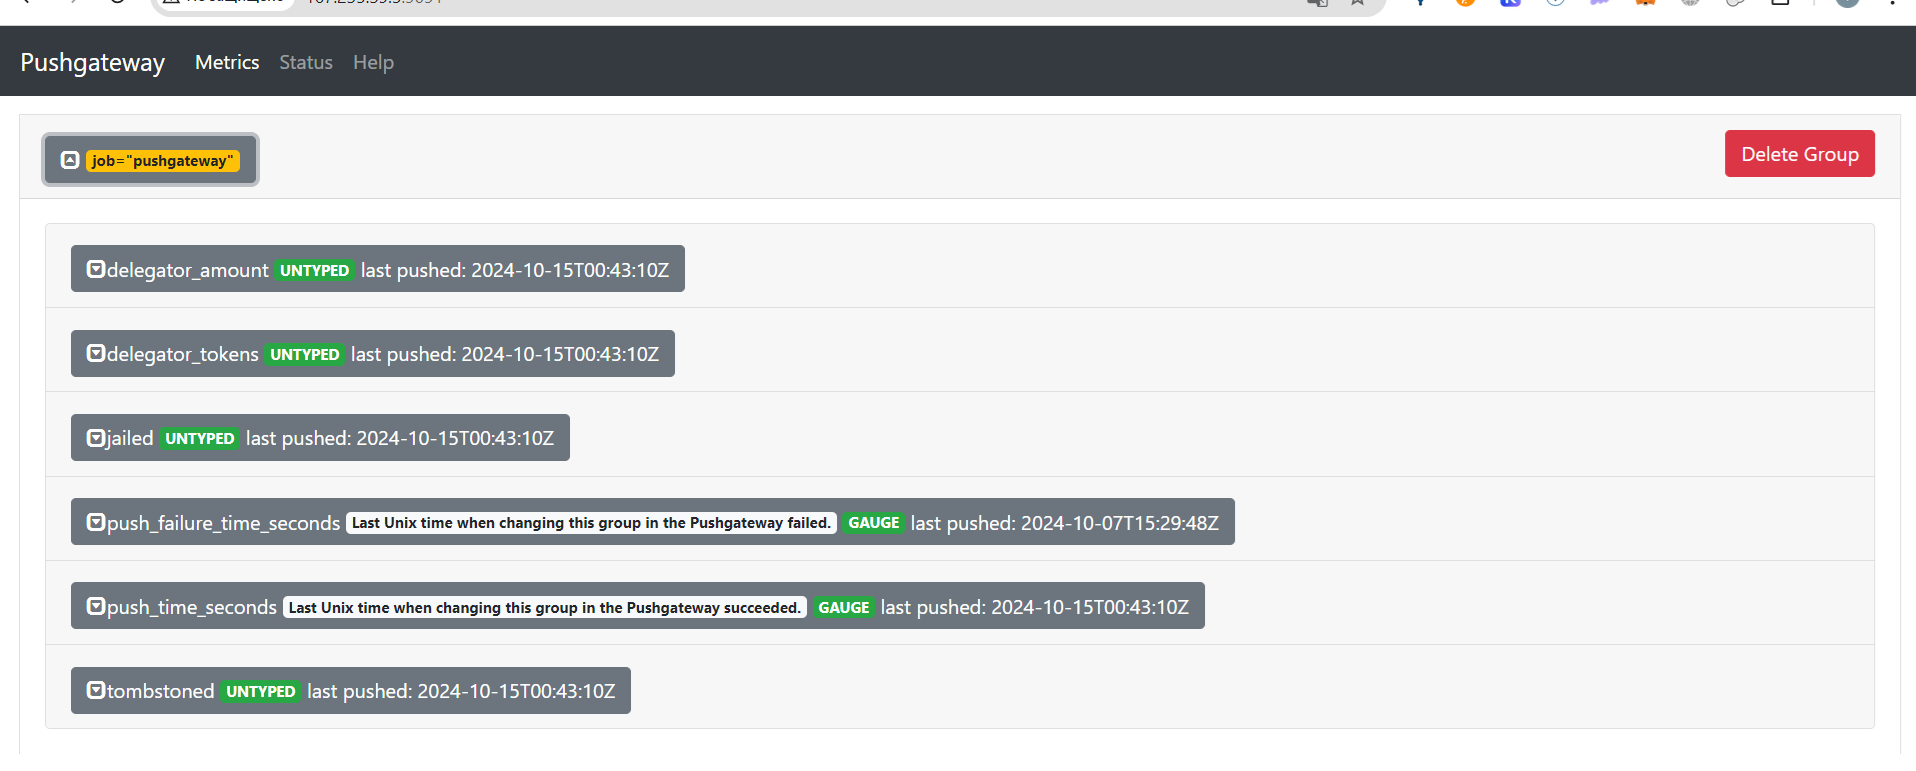 Pushgateway Metrics Status Help
job="pushgateway"
Delete Group
delegator_amount UNTYPED last pushed: 2024-10-15T00:43:10Z
delegator_tokens UNTYPED last pushed: 2024-10-15T00:43:10Z
jailed UNTYPED last pushed: 2024-10-15T00:43:10Z
push_failure_time_seconds Last Unix time when changing this group in the Pushgateway failed. GAUGE last pushed: 2024-10-07T15:29:48Z
push_time_seconds Last Unix time when changing this group in the Pushgateway succeeded. GAUGE last pushed: 2024-10-15T00:43:10Z
tombstoned UNTYPED last pushed: 2024-10-15T00:43:10Z